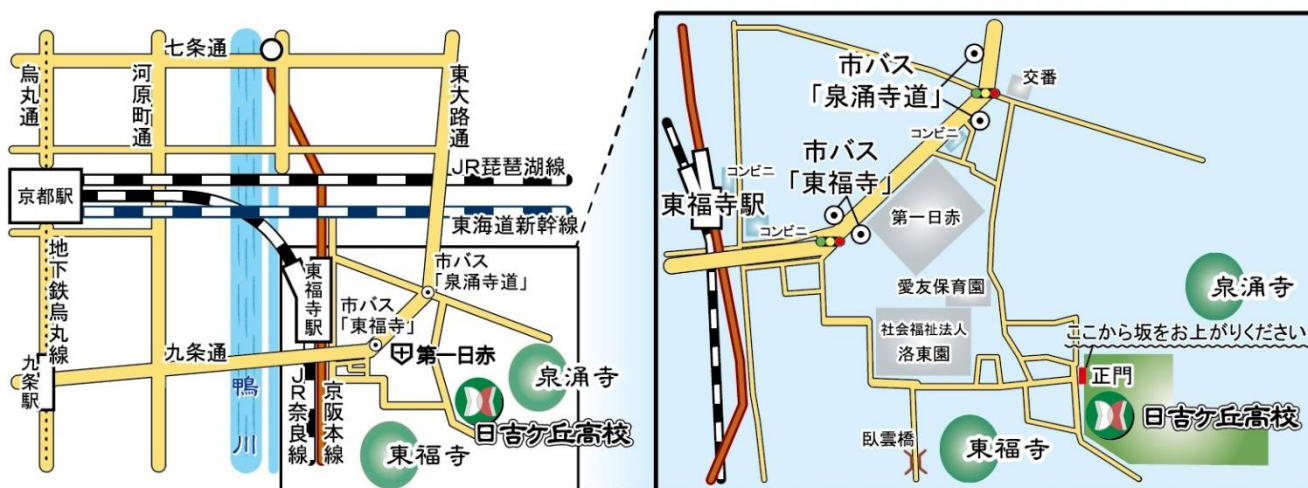 七条通
烏丸通
河原町通
東大路通
JR琵琶湖線
京都駅
東海道新幹線
地下鉄烏丸線
東福寺駅
市バス
「泉涌寺道」
市バス
「東福寺」
九条通
九条駅
第一日赤
鴨川
JR奈良線
京阪本線
泉涌寺
日吉ケ丘高校
東福寺
市バス
「泉涌寺道」
交番
コンビニ
市バス
「東福寺」
コンビニ
東福寺駅
第一日赤
コンビニ
愛友保育園
泉涌寺
社会福祉法人
洛東園
ここから坂をお上がりください
正門
日吉ケ丘高校
臥雲橋
東福寺